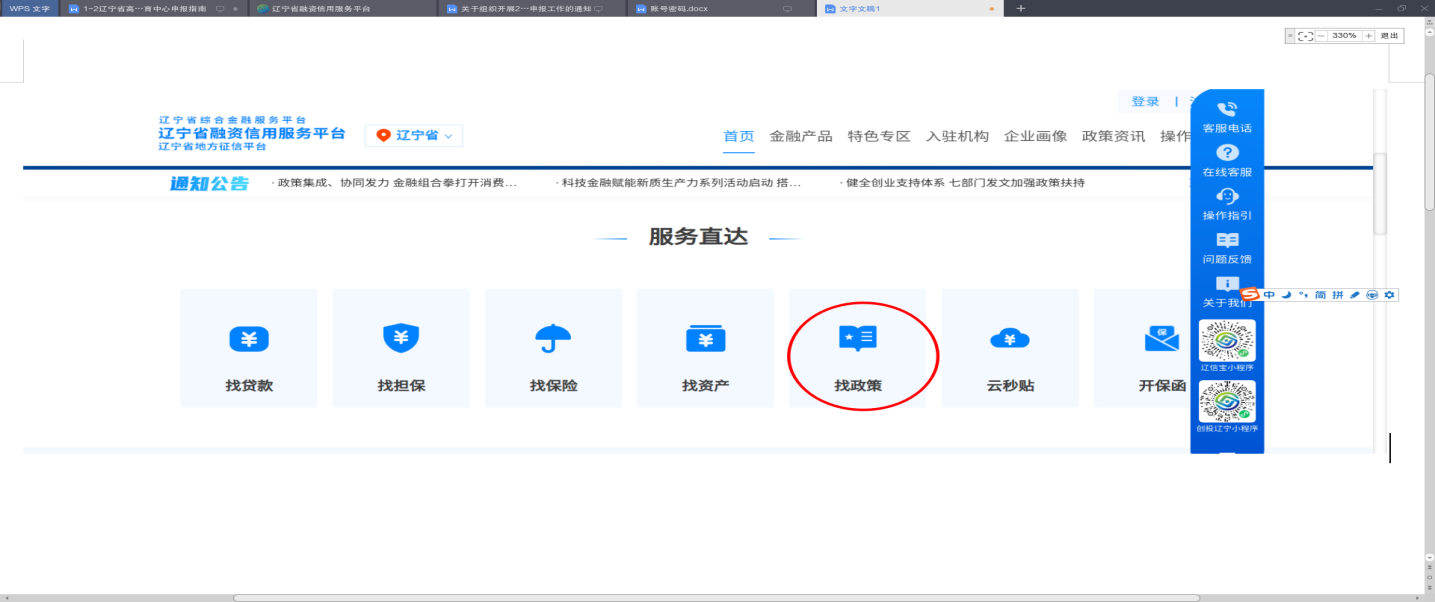 WPS 文字
1-2辽宁省高···育中心申报指南
辽宁省融资信用服务平台
关于组织开展2···申报工作的通知
账号密码.docx
文字文稿1
330%
退出
登录 |
辽宁省综合金融服务平台
辽宁省融资信用服务平台
辽宁省地方征信平台
辽宁省
首页 金融产品 特色专区 入驻机构 企业画像 政策资讯 操作
通知公告
·政策集成、协同发力 金融组合拳打开消费...
·科技金融赋能新质生产力系列活动启动 搭...
·健全创业支持体系 七部门发文加强政策扶持
服务直达
找贷款
找担保
找保险
找资产
找政策
云秒贴
保
开保函
客服电话
在线客服
操作指引
问题反馈
关于我们
辽信宝小程序
创投辽宁小程序
中 简 拼